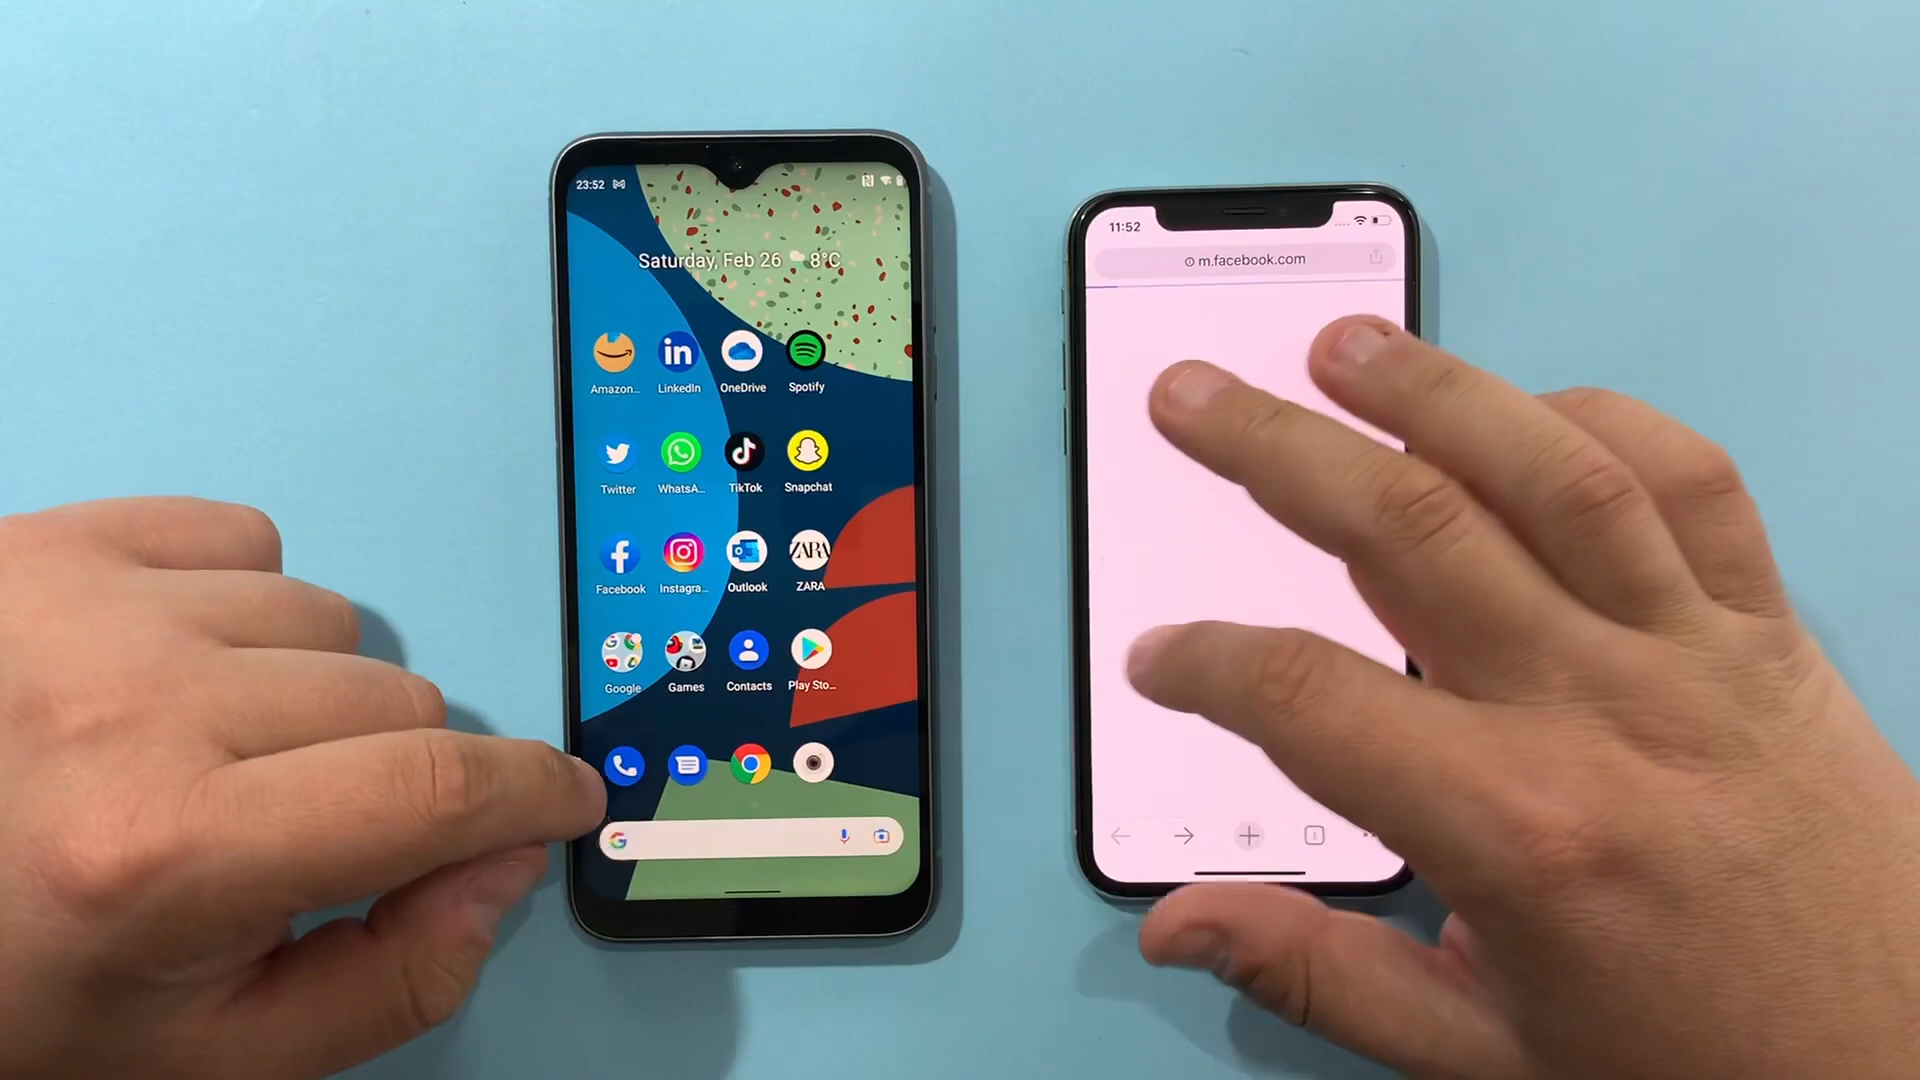 23:52
Saturday, Feb 26 8°C
Amazon... LinkedIn OneDrive Spotify
Twitter WhatsA... TikTok Snapchat
ZARA
Facebook Instagra... Outlook ZARA
Google Games Contacts Play Sto...
11:52
m.facebook.com